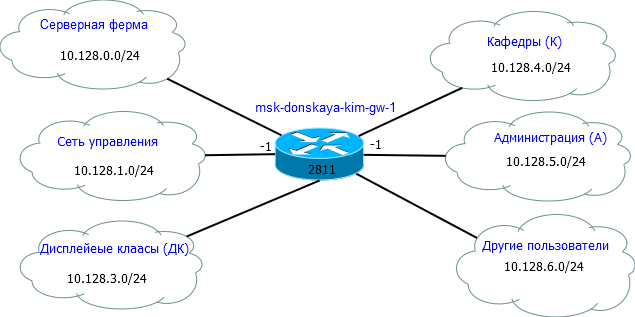 Серверная ферма
10.128.0.0/24
Кафедры (К)
10.128.4.0/24
msk-donskaya-kim-gw-1
Сеть управления
10.128.1.0/24
-1
-1
2811
Администрация (А)
10.128.5.0/24
Дисплейые клаасы (ДК)
10.128.3.0/24
Другие пользователи
10.128.6.0/24